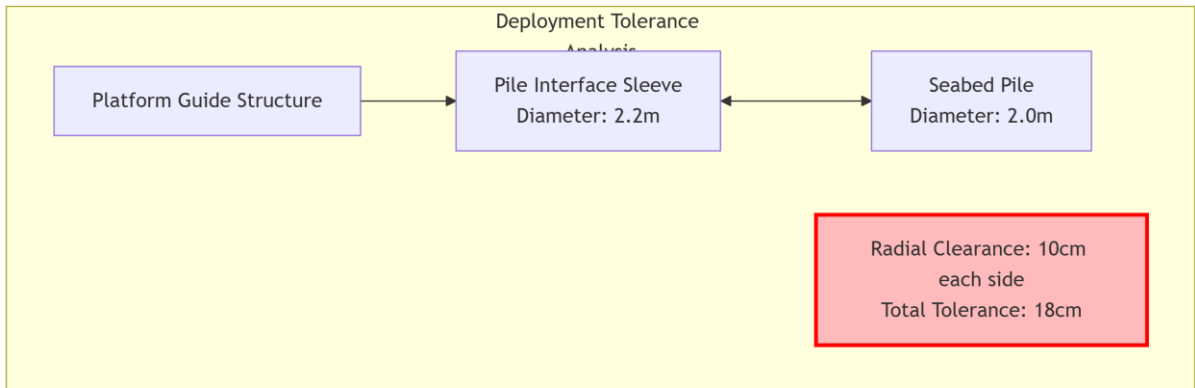 Deployment Tolerance
Analysis
Platform Guide Structure
Pile Interface Sleeve
Diameter: 2.2m
Seabed Pile
Diameter: 2.0m
Radial Clearance: 10cm
each side
Total Tolerance: 18cm